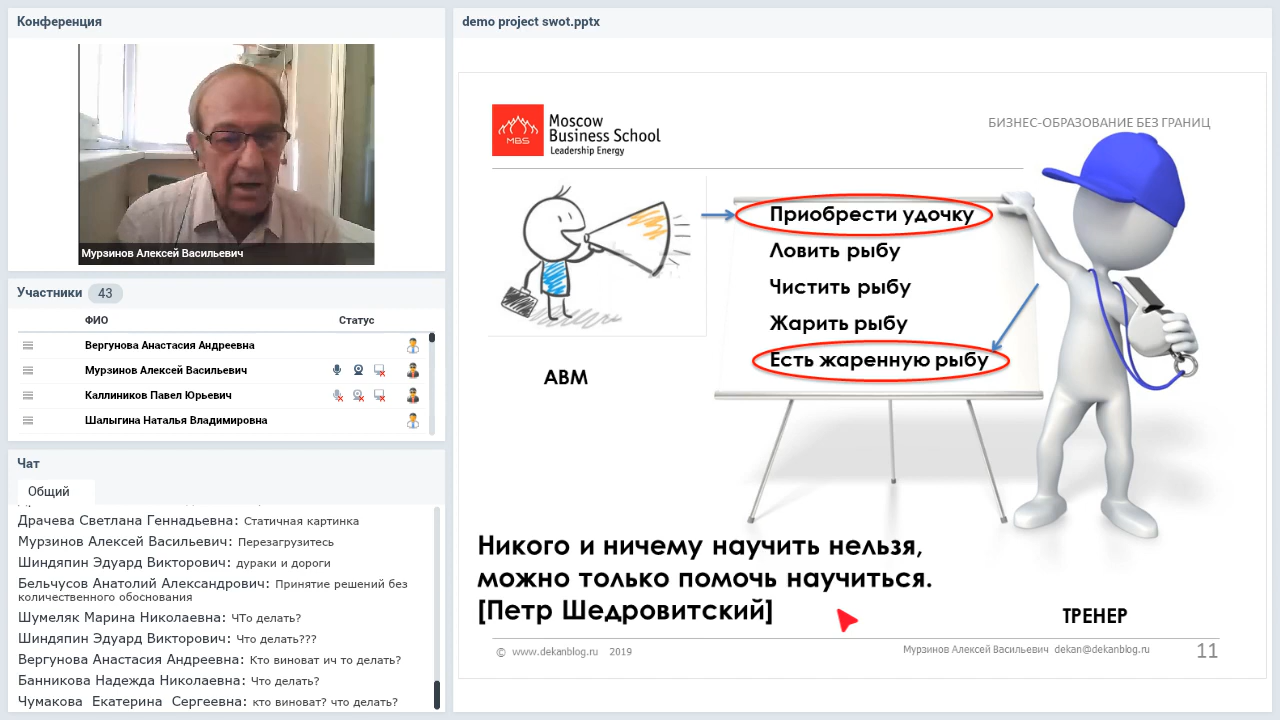 Конференция
Мурзинов Алексей Васильевич
Участники 43
ФИО Статус
Вергунова Анастасия Андреевна
Мурзинов Алексей Васильевич
Каллиников Павел Юрьевич
Шалыгина Наталья Владимировна
Чат
Общий
Драчева Светлана Геннадьевна: Статичная картинка
Мурзинов Алексей Васильевич: Перезагрузитесь
Шиндяпин Эдуард Викторович: дураки и дороги
Бельчусов Анатолий Александрович: Принятие решений без
количественного обоснования
Шумеляк Марина Николаевна: ЧТо делать?
Шиндяпин Эдуард Викторович: Что делать???
Вергунова Анастасия Андреевна: Кто виноват ич то делать?
Банникова Надежда Николаевна: Что делать?
Чумакова Екатерина Сергеевна: кто виноват? что делать?
demo project swot.pptx
MBS
Moscow
Business School
Leadership Energy
БИЗНЕС-ОБРАЗОВАНИЕ БЕЗ ГРАНИЦ
Приобрести удочку
Ловить рыбу
Чистить рыбу
Жарить рыбу
Есть жаренную рыбу
АВМ
Никого и ничему научить нельзя,
можно только помочь научиться.
[Петр Шедровитский]
ТРЕНЕР
© www.dekanblog.ru 2019
Мурзинов Алексей Васильевич dekan@dekanblog.ru
11